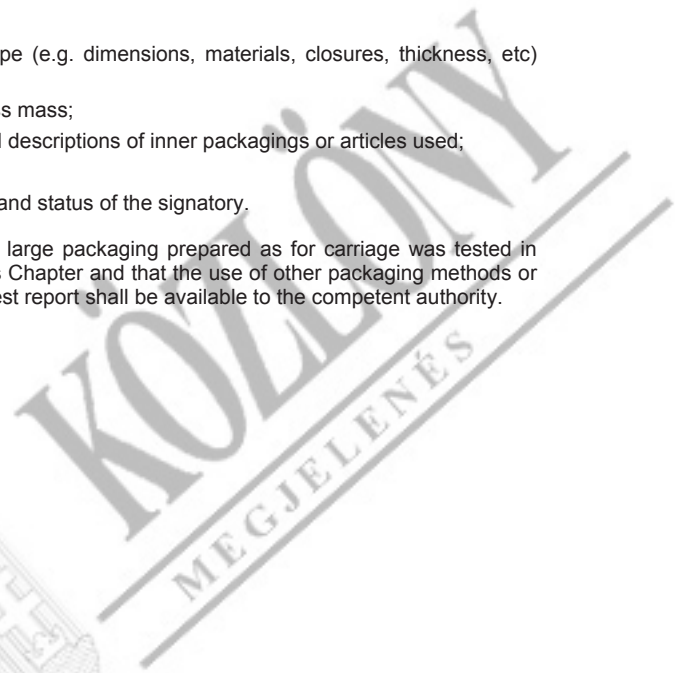 pe (e.g. dimensions, materials, closures, thickness, etc)
s mass;
descriptions of inner packagings or articles used;
and status of the signatory.
large packaging prepared as for carriage was tested in
Chapter and that the use of other packaging methods or
est report shall be available to the competent authority.
KÖZLÖNY
MEGJELENÉS